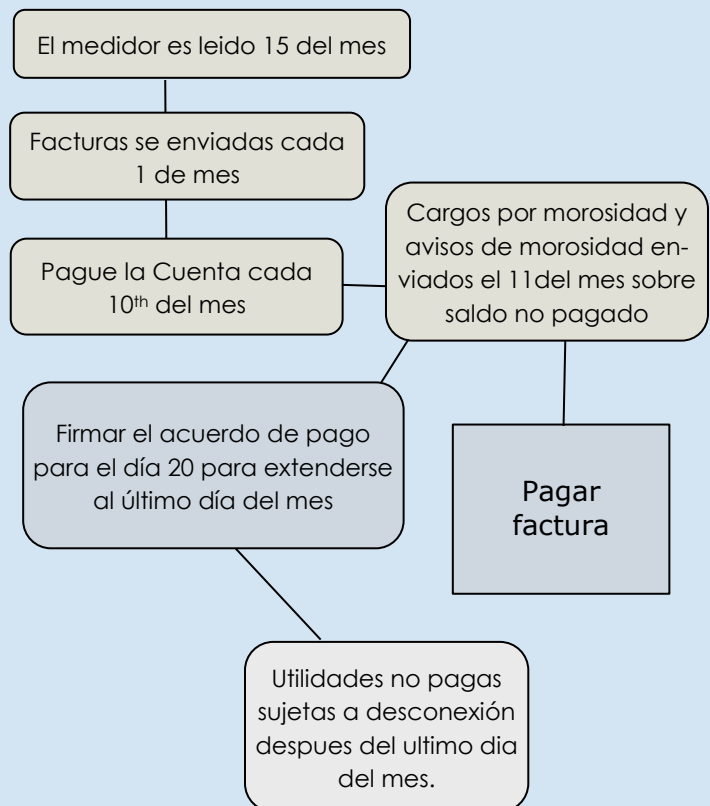 El medidor es leido 15 del mes
Facturas se enviadas cada
1 de mes
Pague la Cuenta cada
10th del mes
Cargos por morosidad y
avisos de morosidad en-
viados el 11del mes sobre
saldo no pagado
Firmar el acuerdo de pago
para el día 20 para extenderse
al último día del mes
Pagar
factura
Utilidades no pagas
sujetas a desconexión
despues del ultimo dia
del mes.